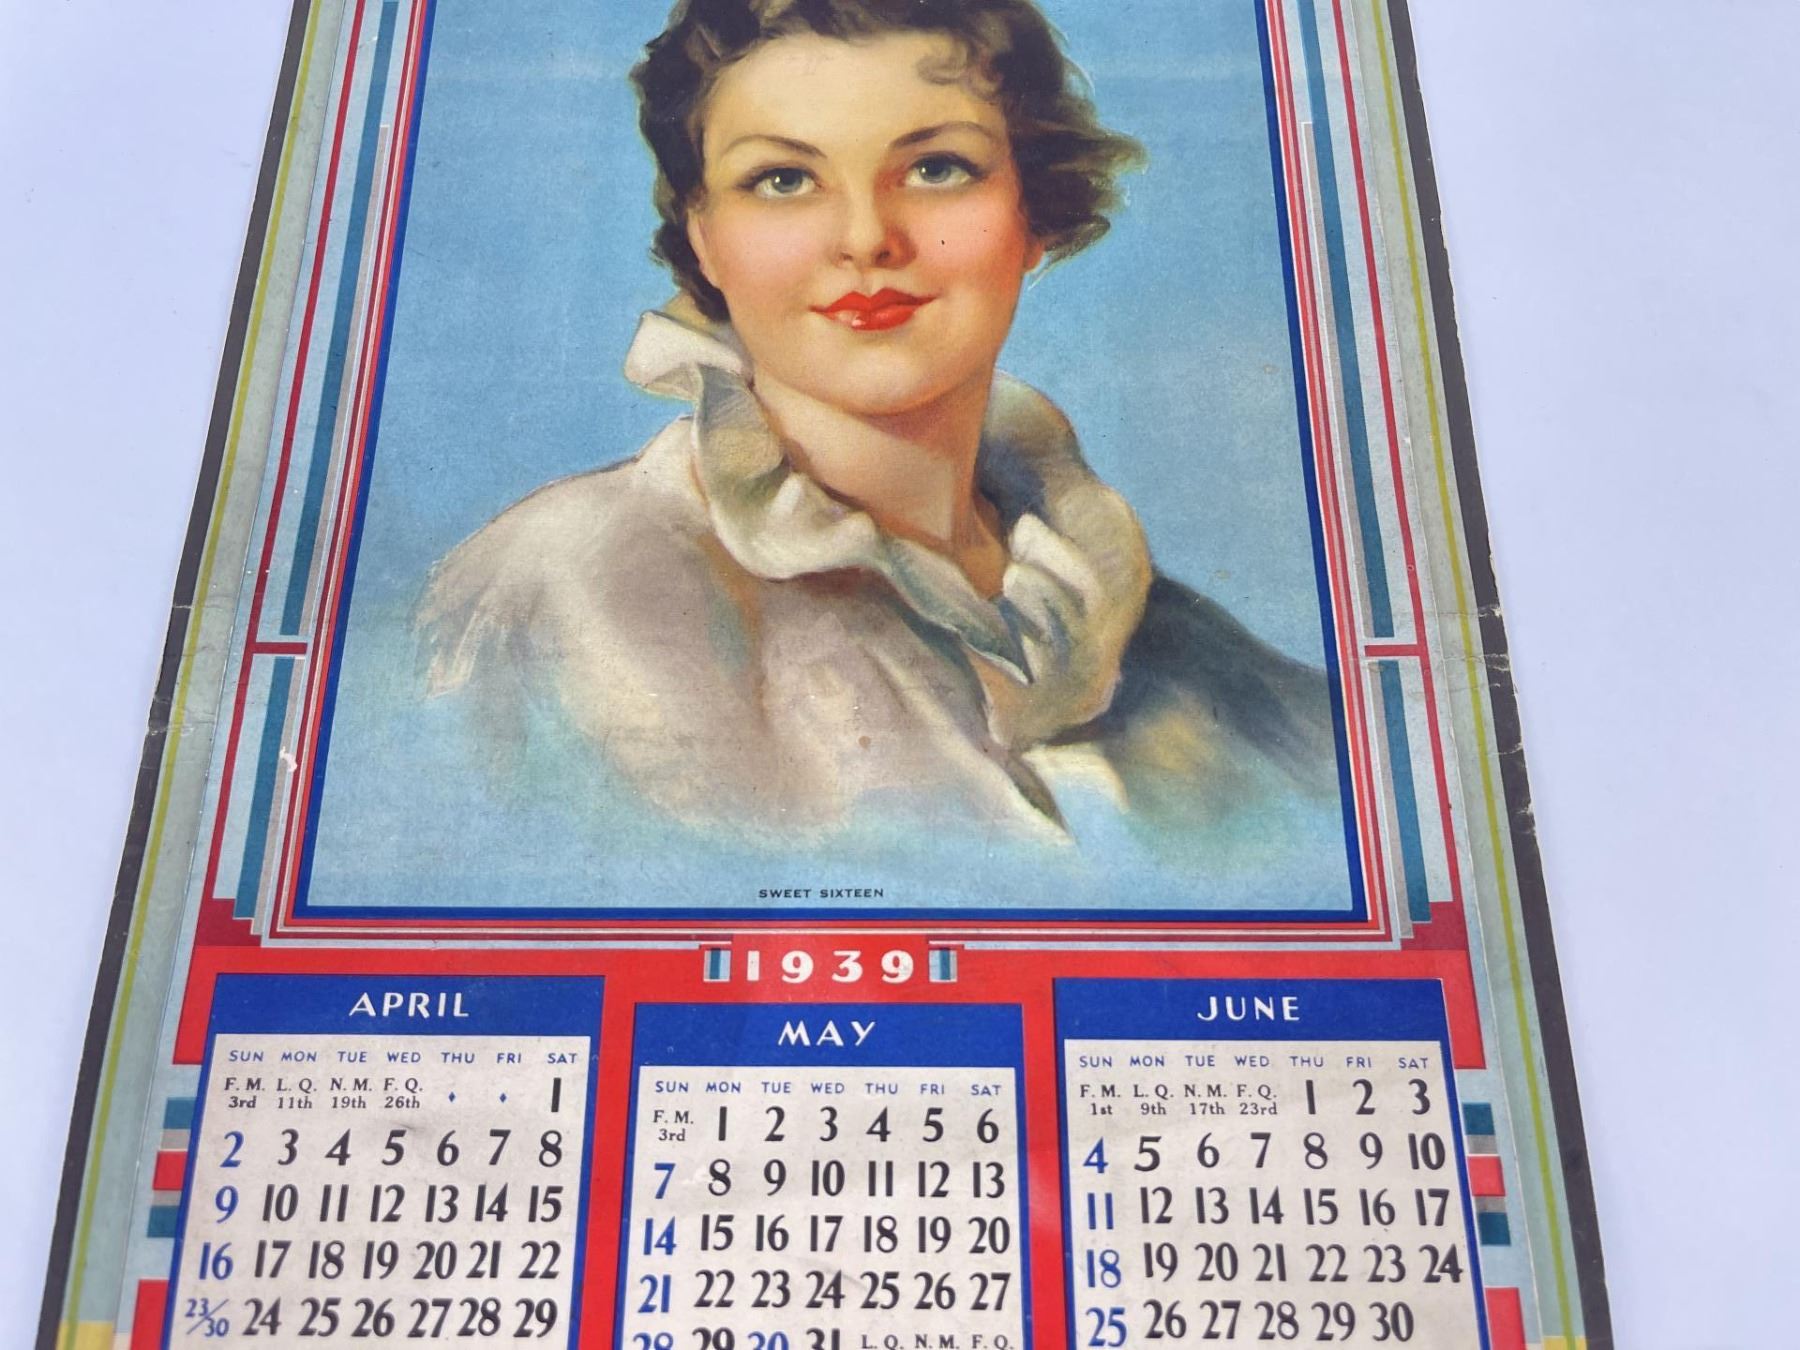 SWEET SIXTEEN
1939
APRIL
SUN MON TUE WED THU FRI SAT
F. M. L. Q. N. M. F. Q.
3rd 11th 19th 26th 1
2 3 4 5 6 7 8
9 10 11 12 13 14 15
16 17 18 19 20 21 22
23/30 24 25 26 27 28 29
MAY
SUN MON TUE WED THU FRI SAT
F. M.
3rd 1 2 3 4 5 6
7 8 9 10 11 12 13
14 15 16 17 18 19 20
21 22 23 24 25 26 27
28 29 30 31 L. Q. N. M. F. Q.
JUNE
SUN MON TUE WED THU FRI SAT
F. M. L. Q. N. M. F. Q.
1st 9th 17th 23rd 1 2 3
4 5 6 7 8 9 10
11 12 13 14 15 16 17
18 19 20 21 22 23 24
25 26 27 28 29 30